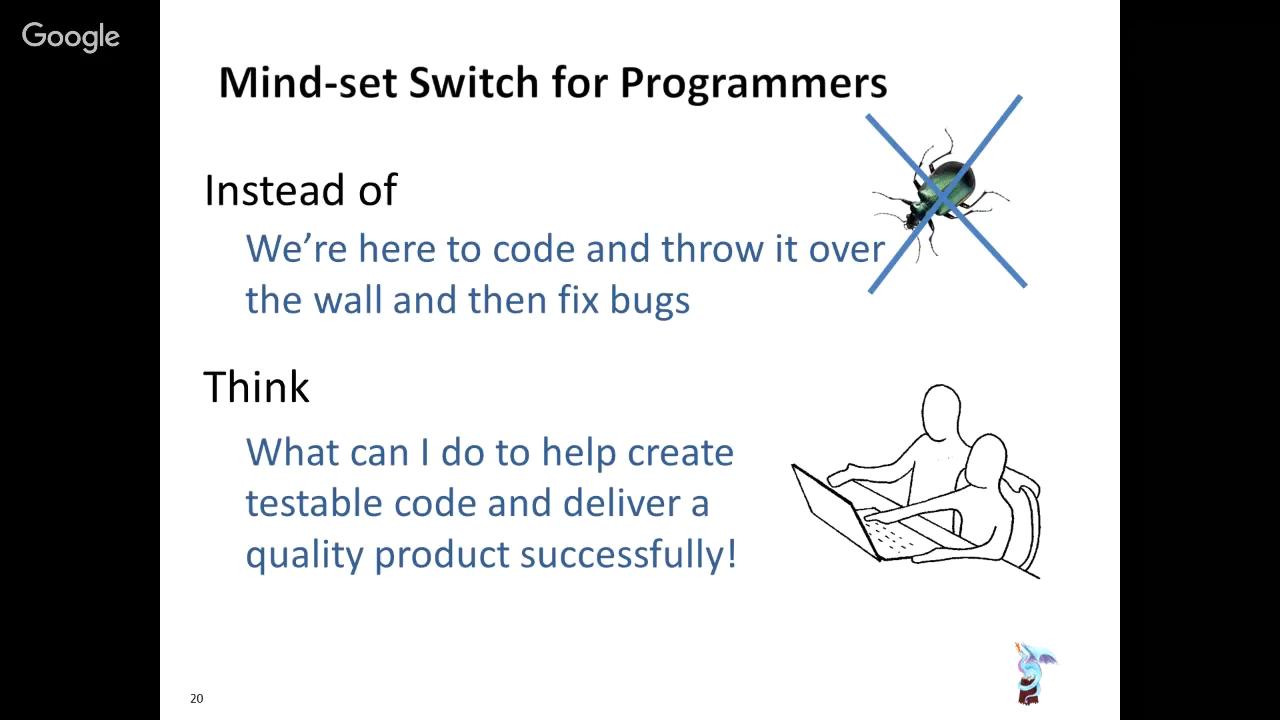 Google
Mind-set Switch for Programmers
Instead of
We’re here to code and throw it over
the wall and then fix bugs
Think
What can I do to help create
testable code and deliver a
quality product successfully!
20